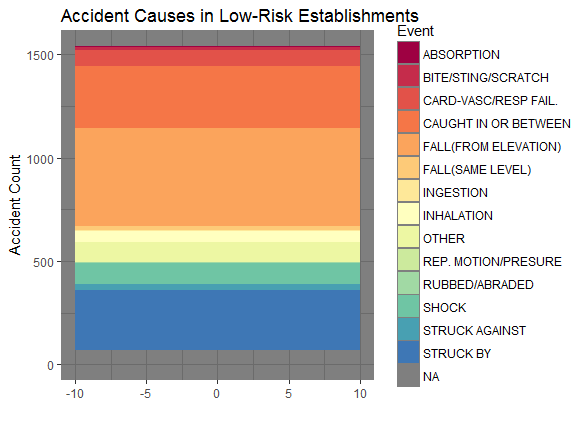 Accident Causes in Low-Risk Establishments
Accident Count
1500
1000
500
0
-10
-5
0
5
10
Event
ABSORPTION
BITE/STING/SCRATCH
CARD-VASC/RESP FAIL.
CAUGHT IN OR BETWEEN
FALL(FROM ELEVATION)
FALL(SAME LEVEL)
INGESTION
INHALATION
OTHER
REP. MOTION/PRESURE
RUBBED/ABRADED
SHOCK
STRUCK AGAINST
STRUCK BY
NA